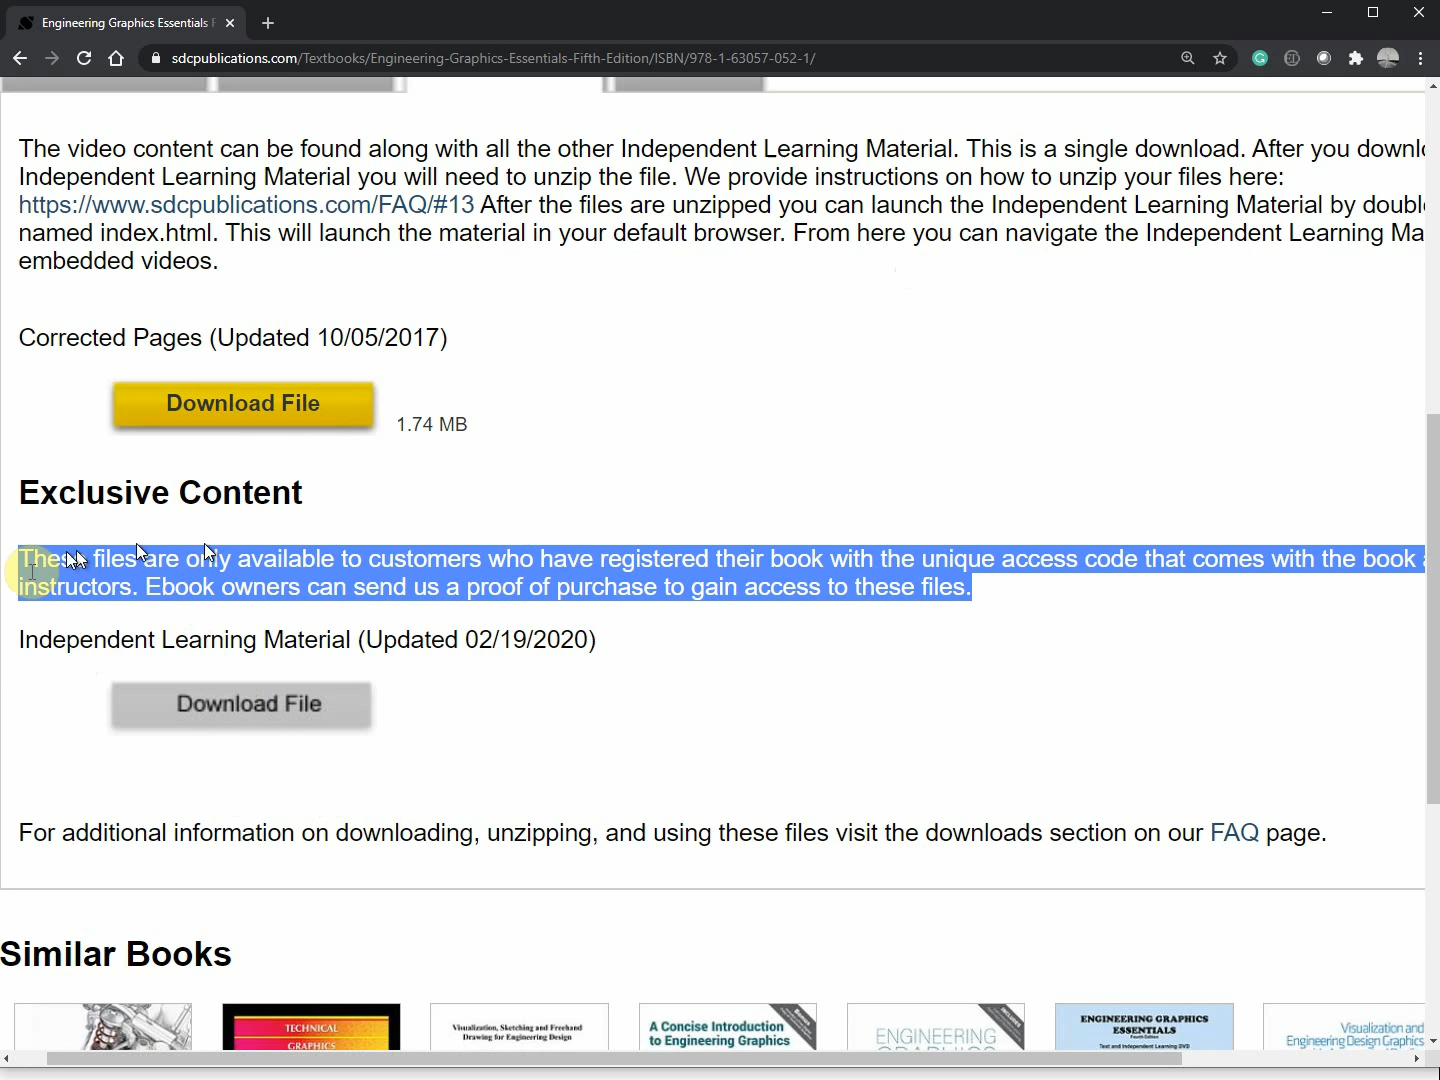 Engineering Graphics Essentials F
sdcpublications.com/Textbooks/Engineering-Graphics-Essentials-Fifth-Edition/ISBN/978-1-63057-052-1/
The video content can be found along with all the other Independent Learning Material. This is a single download. After you downl
Independent Learning Material you will need to unzip the file. We provide instructions on how to unzip your files here:
https://www.sdcpublications.com/FAQ/#13 After the files are unzipped you can launch the Independent Learning Material by doubl
named index.html. This will launch the material in your default browser. From here you can navigate the Independent Learning Ma
embedded videos.
Corrected Pages (Updated 10/05/2017)
Download File
1.74 MB
Exclusive Content
These files are only available to customers who have registered their book with the unique access code that comes with the book
instructors. Ebook owners can send us a proof of purchase to gain access to these files.
Independent Learning Material (Updated 02/19/2020)
Download File
For additional information on downloading, unzipping, and using these files visit the downloads section on our FAQ page.
Similar Books
TECHNICAL
GRAPHICS
Visualization, Sketching and Freehand
Drawing for Engineering Design
A Concise Introduction
to Engineering Graphics
ENGINEERING
GRAPHICS
ENGINEERING GRAPHICS
ESSENTIALS
Fourth Edition
Text and Independent Learning DVD
Visualization and
Engineering Design Graphics